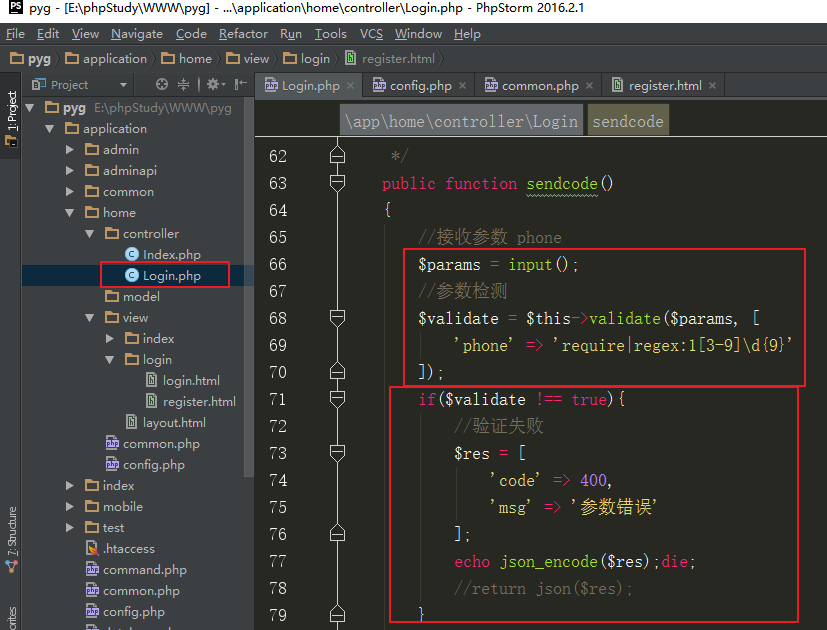 pyg - [E:\phpStudy\WWW\pyg] - ...\application\home\controller\Login.php - PhpStorm 2016.2.1
File Edit View Navigate Code Refactor Run Tools VCS Window Help
pyg application home view login register.html
Project
Login.php × config.php × common.php × register.html ×
1: Project
7: Structure
pyg E:\phpStudy\WWW\pyg
application
admin
adminapi
common
home
controller
Index.php
Login.php
model
view
index
login
login.html
register.html
layout.html
common.php
config.php
index
mobile
test
.htaccess
command.php
common.php
config.php
\app\home\controller\Login sendcode
62 */
63 public function sendcode()
64 {
65 //接收参数 phone
66 $params = input();
67 //参数检测
68 $validate = $this->validate($params, [
69 'phone' => 'require|regex:1[3-9]\d{9}'
70 ]);
71 if($validate !== true){
72 //验证失败
73 $res = [
74 'code' => 400,
75 'msg' => '参数错误'
76 ];
77 echo json_encode($res);die;
78 //return json($res);
79 }